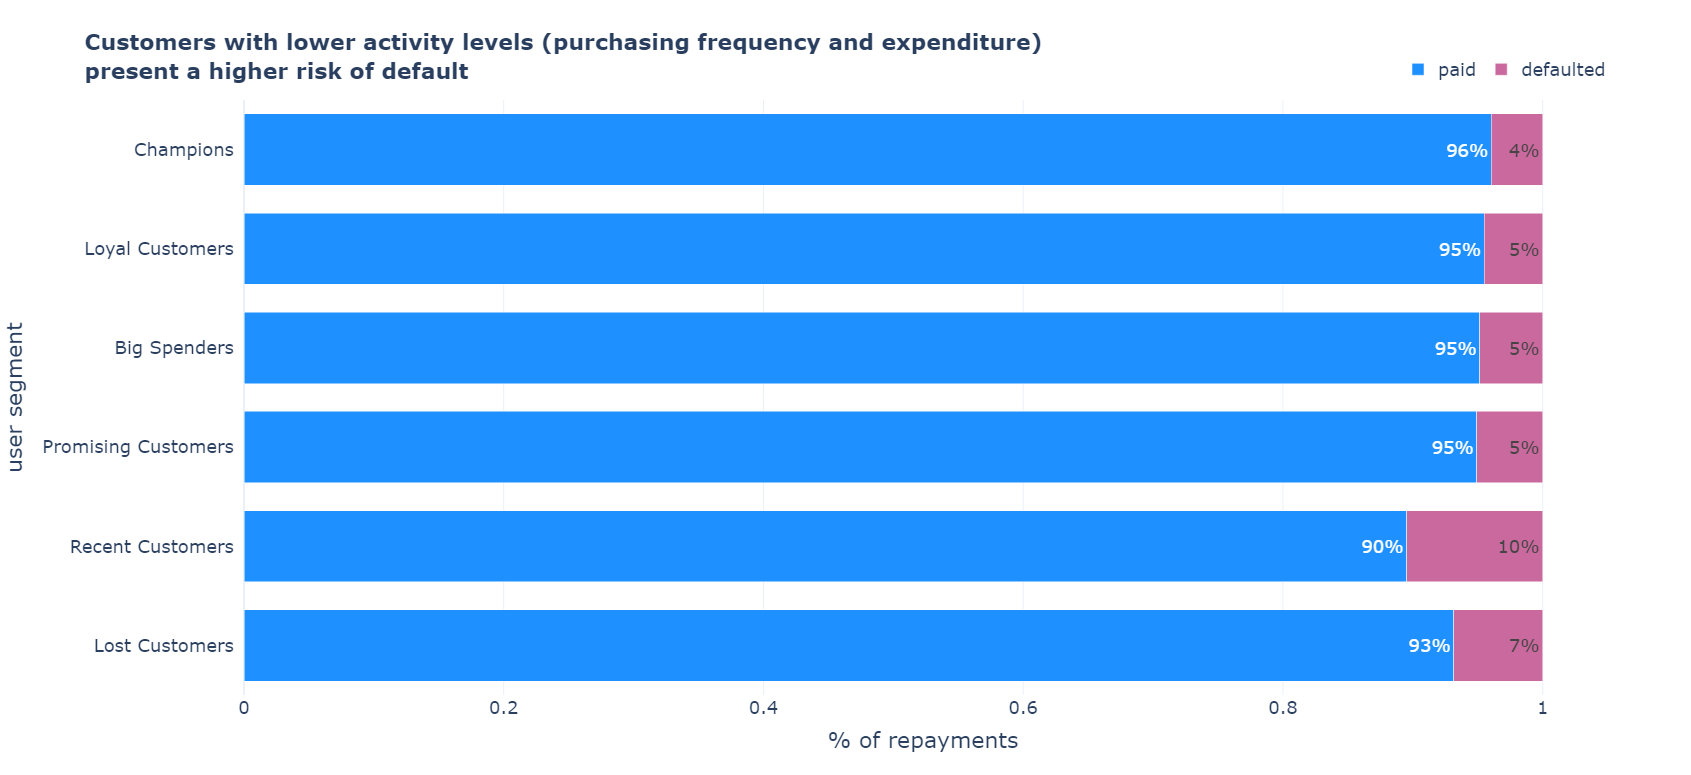 Customers with lower activity levels (purchasing frequency and expenditure)
present a higher risk of default
paid defaulted
user segment
Champions 96% 4%
Loyal Customers 95% 5%
Big Spenders 95% 5%
Promising Customers 95% 5%
Recent Customers 90% 10%
Lost Customers 93% 7%
0 0.2 0.4 0.6 0.8 1
% of repayments